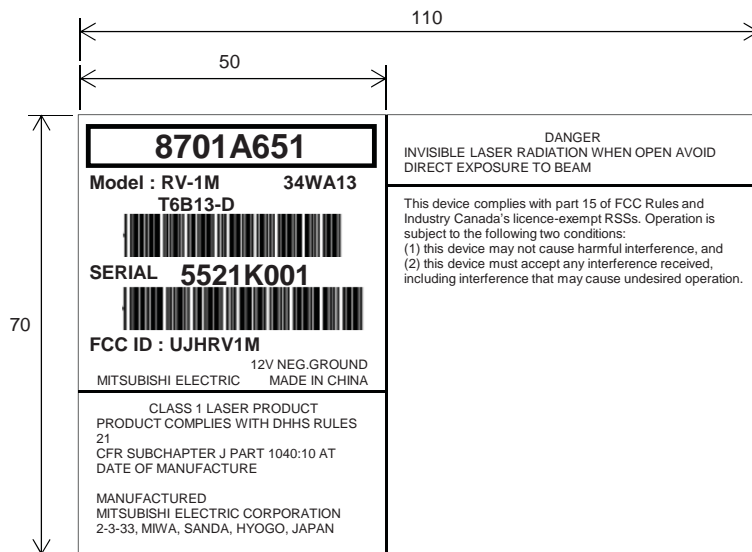 110
50
70
8701A651
Model : RV-1M 34WA13
T6B13-D
SERIAL 5521K001
FCC ID : UJHRV1M
12V NEG.GROUND
MITSUBISHI ELECTRIC MADE IN CHINA
CLASS 1 LASER PRODUCT
PRODUCT COMPLIES WITH DHHS RULES
21
CFR SUBCHAPTER J PART 1040:10 AT
DATE OF MANUFACTURE
MANUFACTURED
MITSUBISHI ELECTRIC CORPORATION
2-3-33, MIWA, SANDA, HYOGO, JAPAN
DANGER
INVISIBLE LASER RADIATION WHEN OPEN AVOID
DIRECT EXPOSURE TO BEAM
This device complies with part 15 of FCC Rules and
Industry Canada's licence-exempt RSSs. Operation is
subject to the following two conditions:
(1) this device may not cause harmful interference, and
(2) this device must accept any interference received,
including interference that may cause undesired operation.